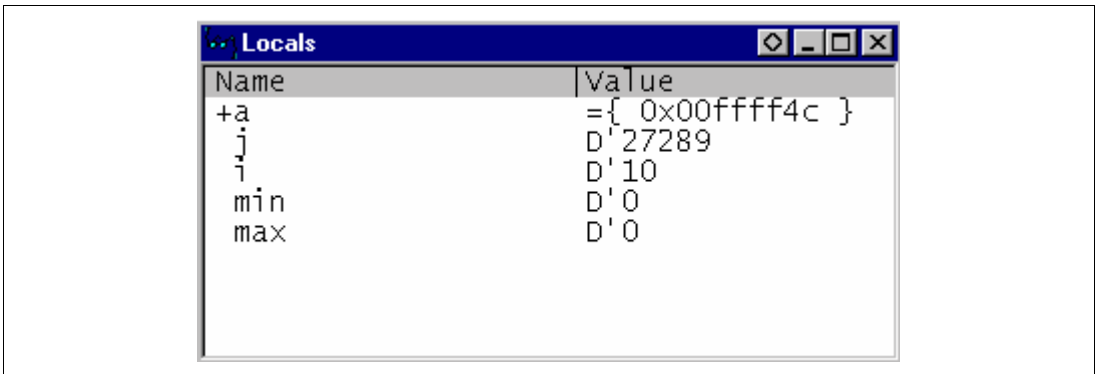 Locals
Name Value
+a ={ 0x00ffff4c }
j D'27289
i D'10
min D'0
max D'0